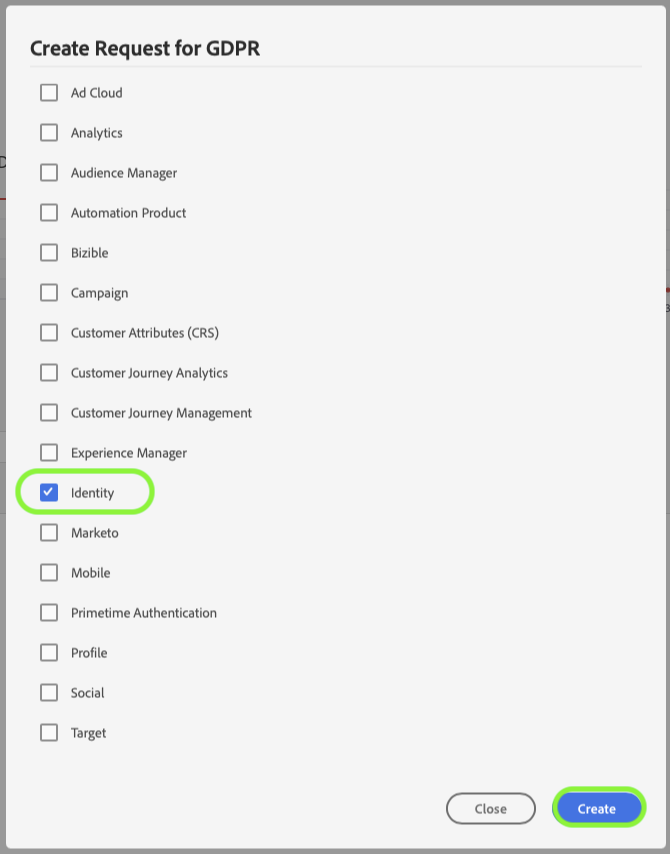 Create Request for GDPR
Ad Cloud
Analytics
Audience Manager
Automation Product
Bizible
Campaign
Customer Attributes (CRS)
Customer Journey Analytics
Customer Journey Management
Experience Manager
Identity
Marketo
Mobile
Primetime Authentication
Profile
Social
Target
Close
Create